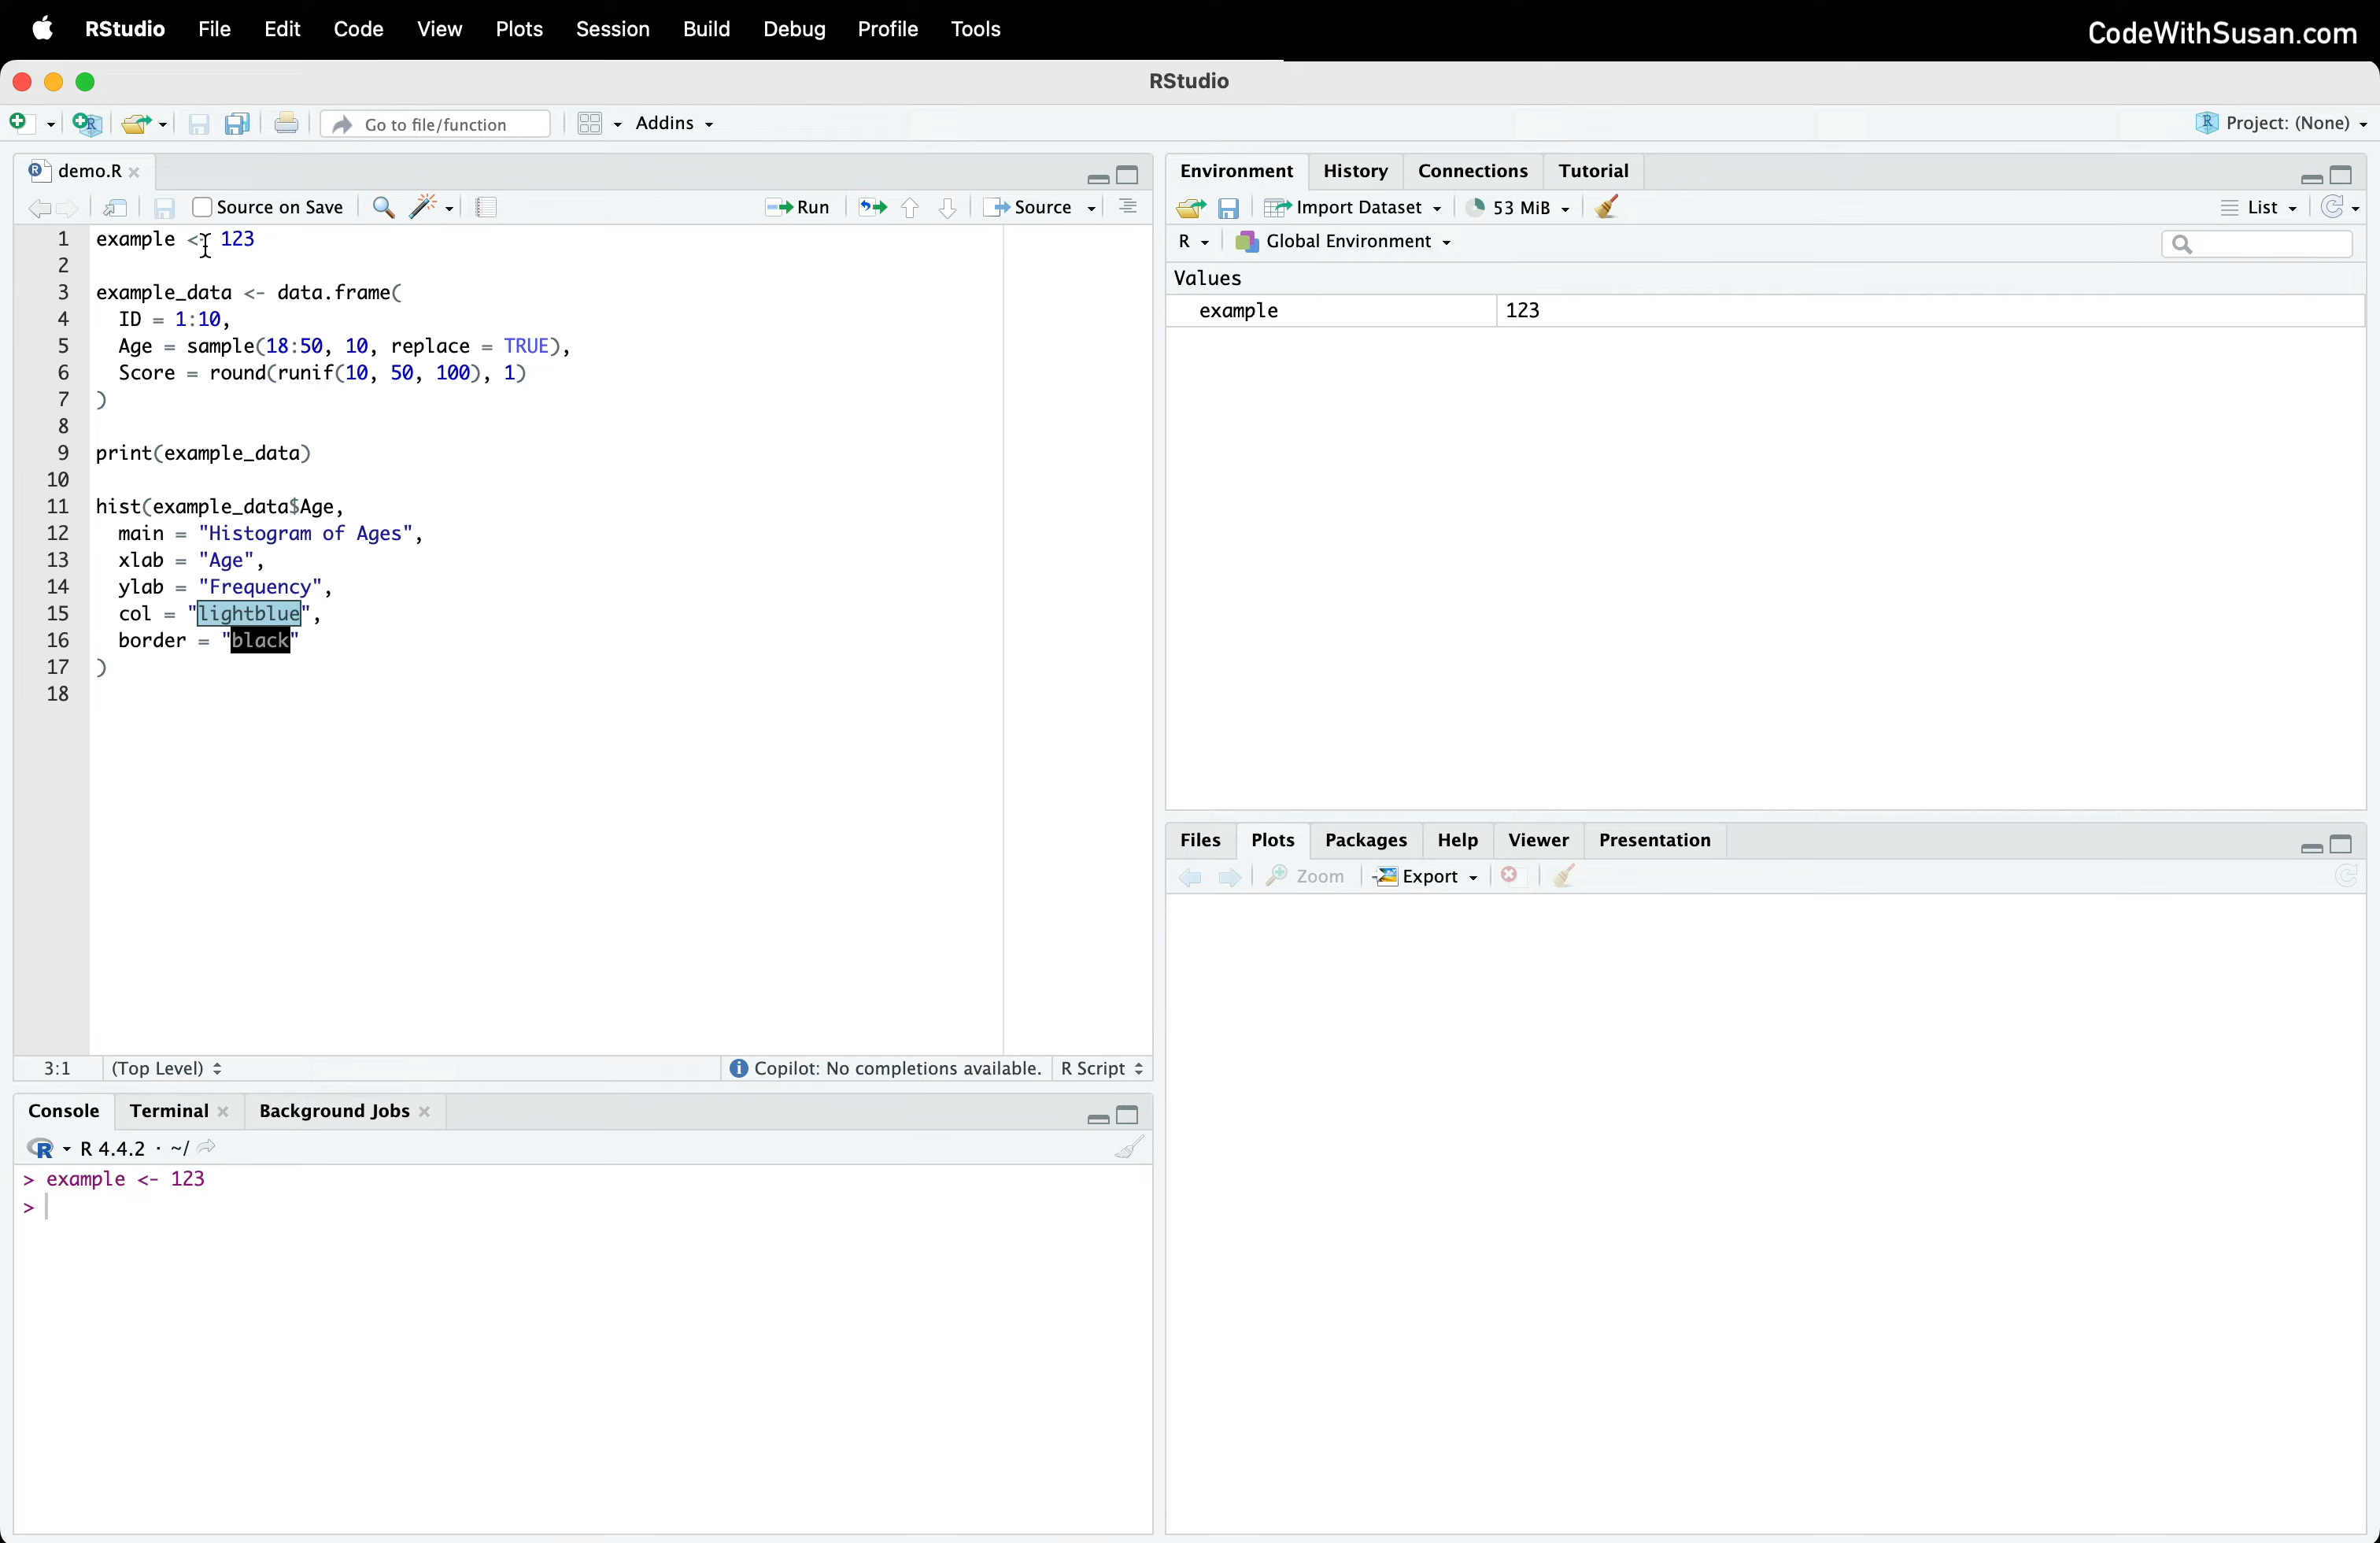 RStudio File Edit Code View Plots Session Build Debug Profile Tools
CodeWithSusan.com
RStudio
Go to file/function
Addins
Project: (None)
demo.R
Source on Save
Run
Source
1 example <- 123
2
3 example_data <- data.frame(
4 ID = 1:10,
5 Age = sample(18:50, 10, replace = TRUE),
6 Score = round(runif(10, 50, 100), 1)
7 )
8
9 print(example_data)
10
11 hist(example_data$Age,
12 main = "Histogram of Ages",
13 xlab = "Age",
14 ylab = "Frequency",
15 col = "lightblue",
16 border = "black"
17 )
18
3:1 (Top Level) Copilot: No completions available. R Script
Console Terminal Background Jobs
R 4.4.2 · ~/
> example <- 123
>
Environment History Connections Tutorial
Import Dataset 53 MiB List
R Global Environment
Values
example 123
Files Plots Packages Help Viewer Presentation
Zoom Export